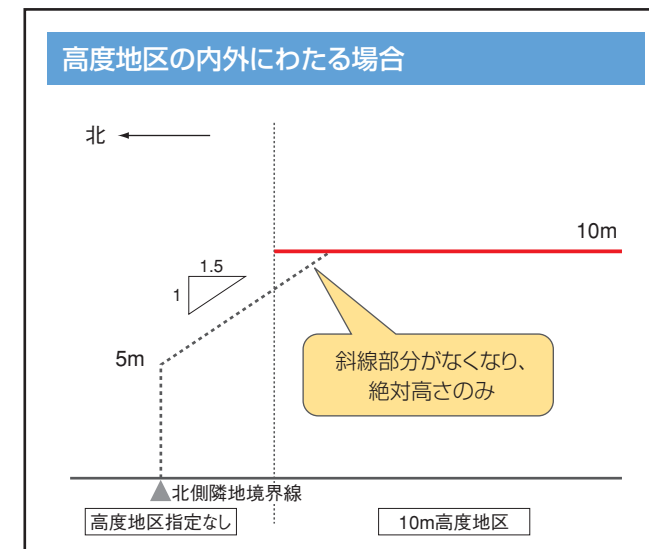 高度地区の内外にわたる場合
北
10m
1.5
1
5m
斜線部分がなくなり、
絶対高さのみ
北側隣地境界線
高度地区指定なし
10m高度地区